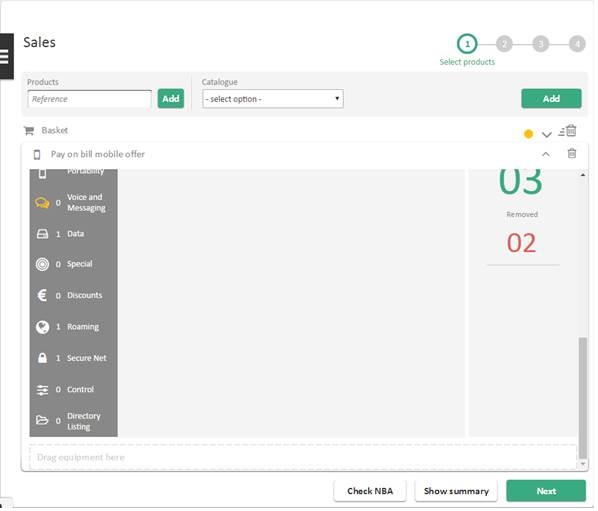 Sales
1 2 3 4
Select products
Products
Catalogue
Reference
Add
- select option -
Add
Basket
Pay on bill mobile offer
Portability
0 Voice and
Messaging
1 Data
0 Special
0 Discounts
1 Roaming
1 Secure Net
0 Control
0 Directory
Listing
03
Removed
02
Drag equipment here
Check NBA
Show summary
Next